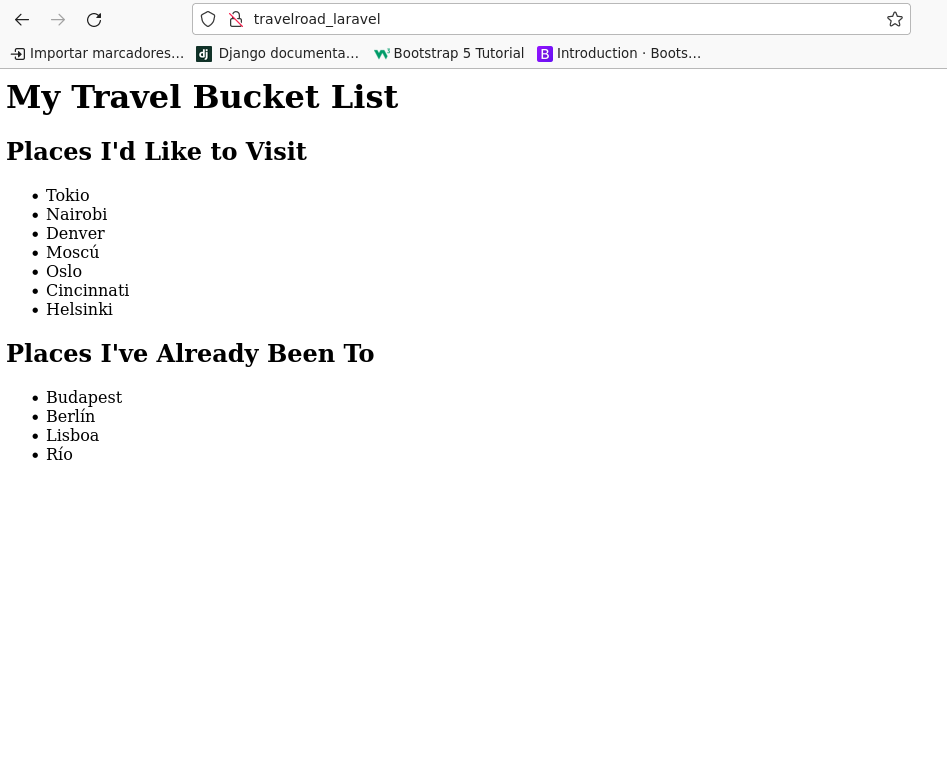 travelroad_laravel
Importar marcadores… Django documenta… Bootstrap 5 Tutorial Introduction · Boots…
My Travel Bucket List
Places I'd Like to Visit
Tokio
Nairobi
Denver
Moscú
Oslo
Cincinnati
Helsinki
Places I've Already Been To
Budapest
Berlín
Lisboa
Río